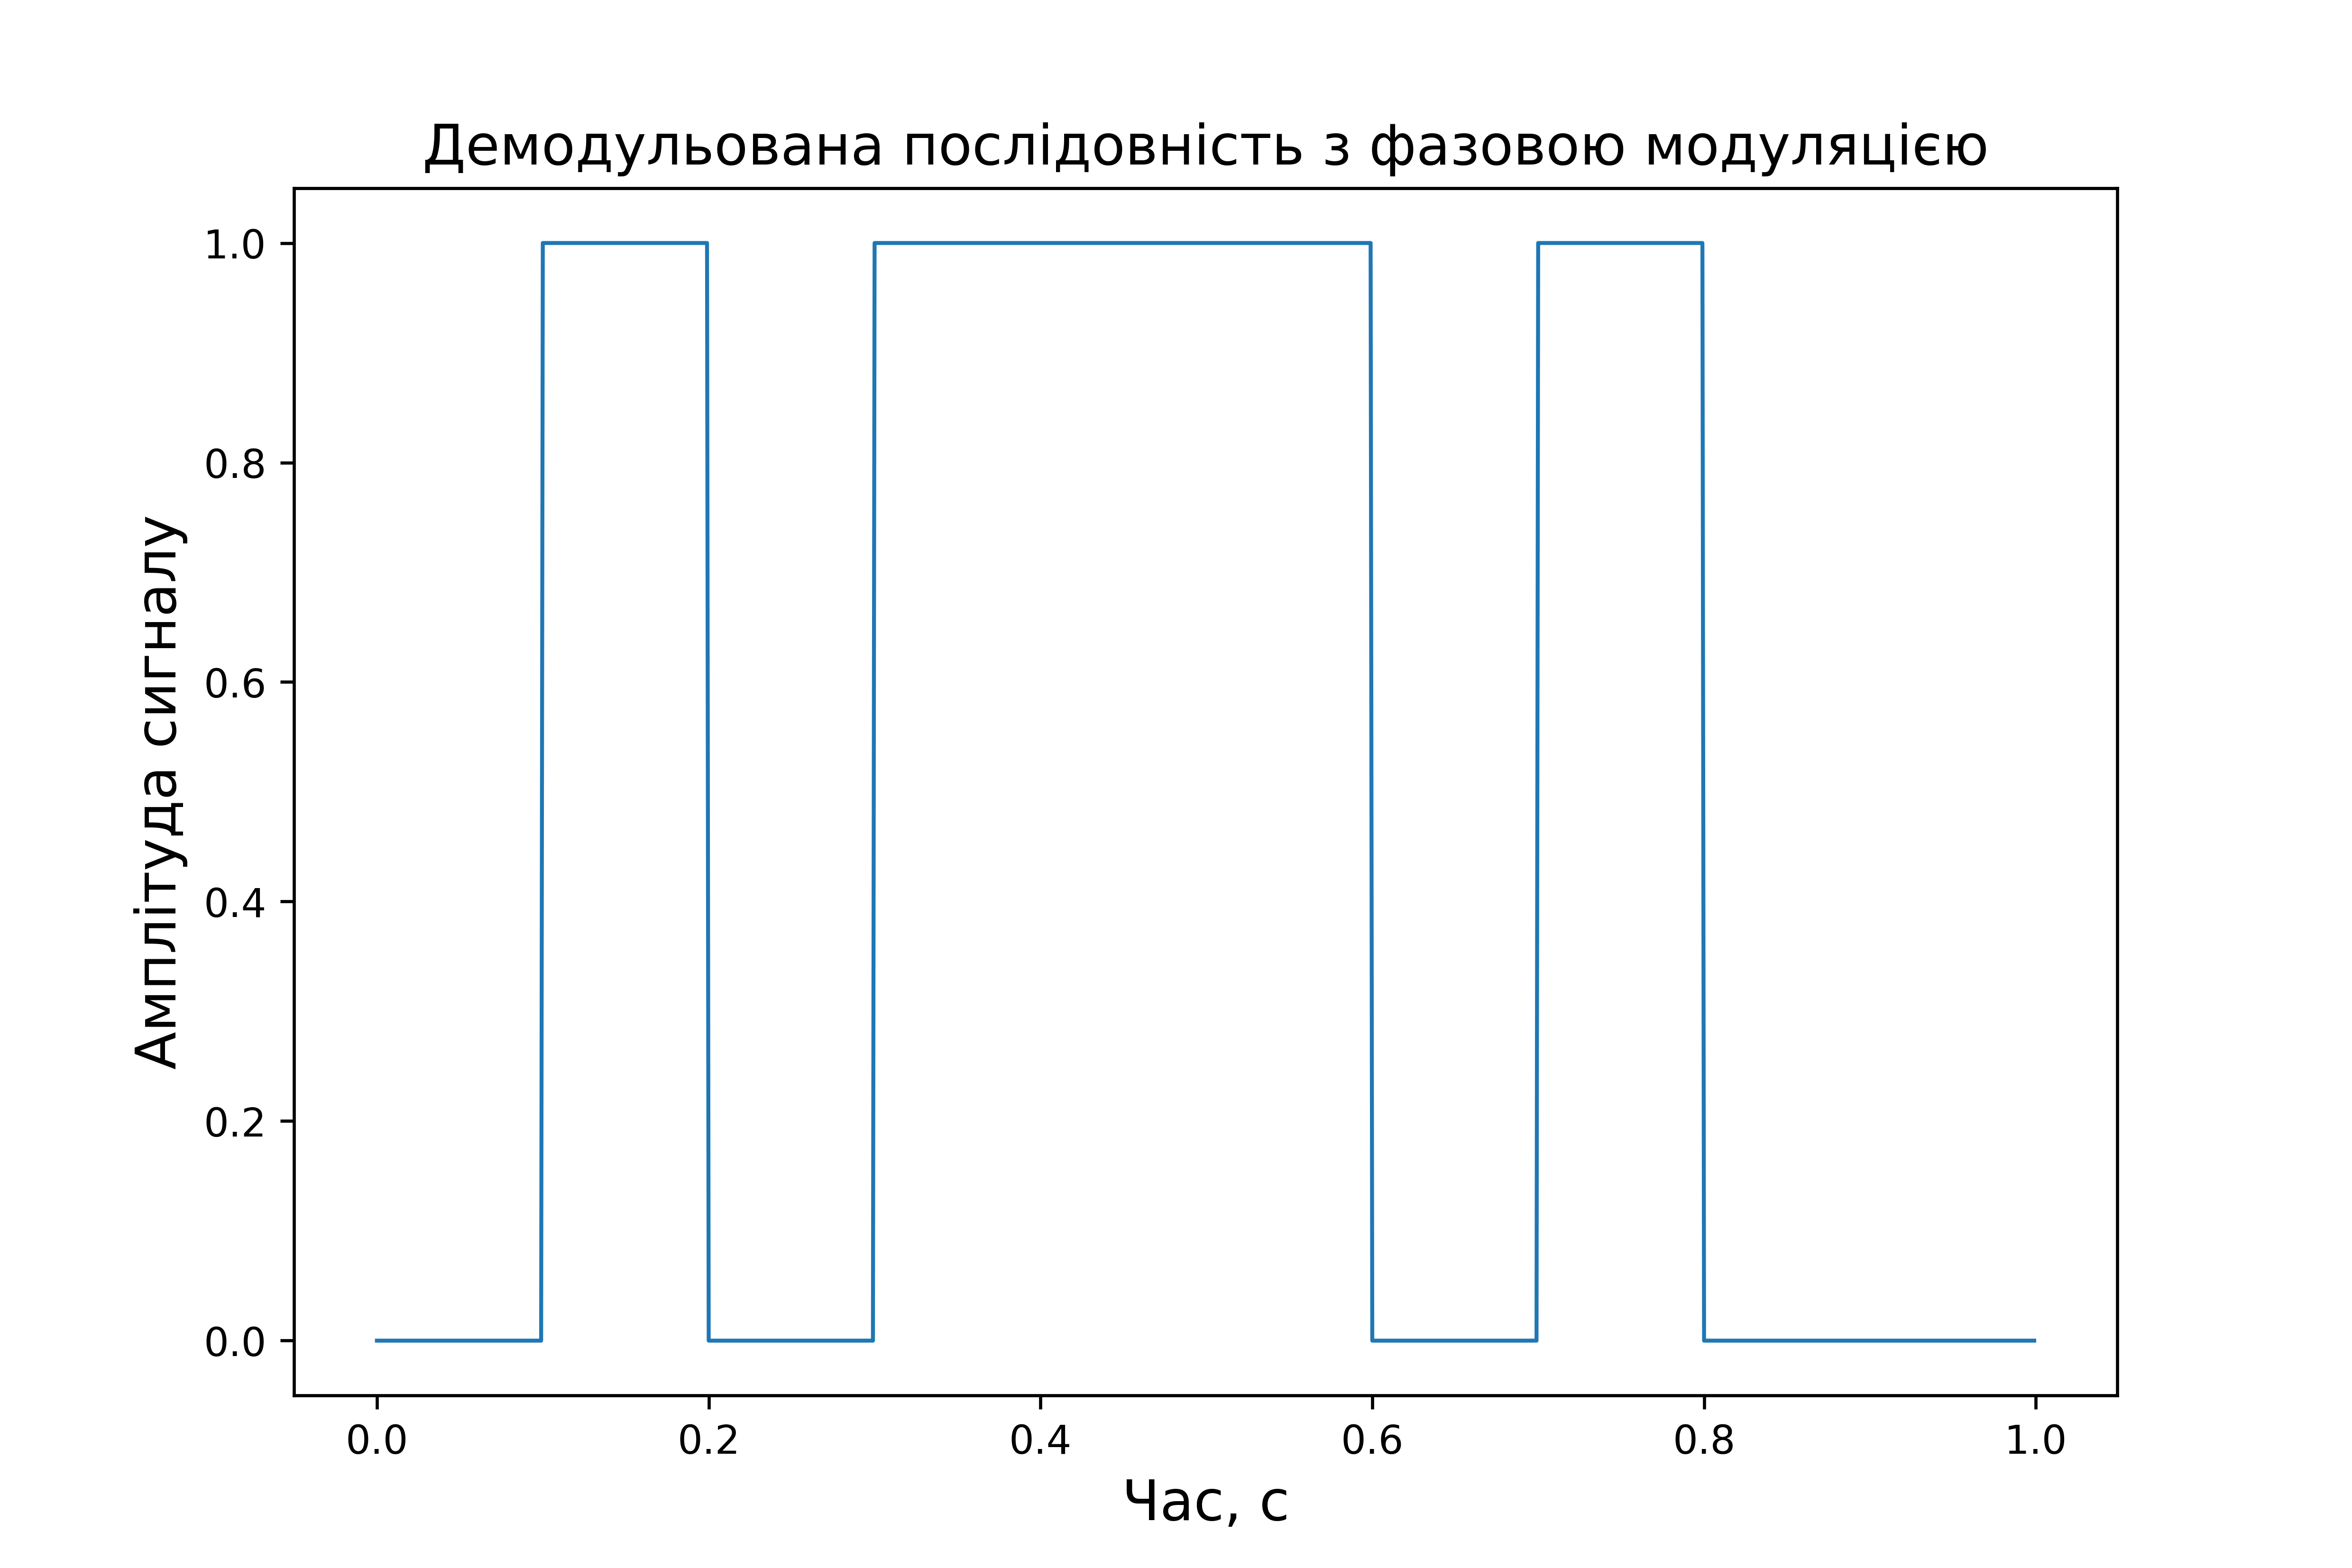 Демодульована послідовність з фазовою модуляцією
Амплітуда сигналу
1.0
0.8
0.6
0.4
0.2
0.0
0.0 0.2 0.4 0.6 0.8 1.0
Час, с